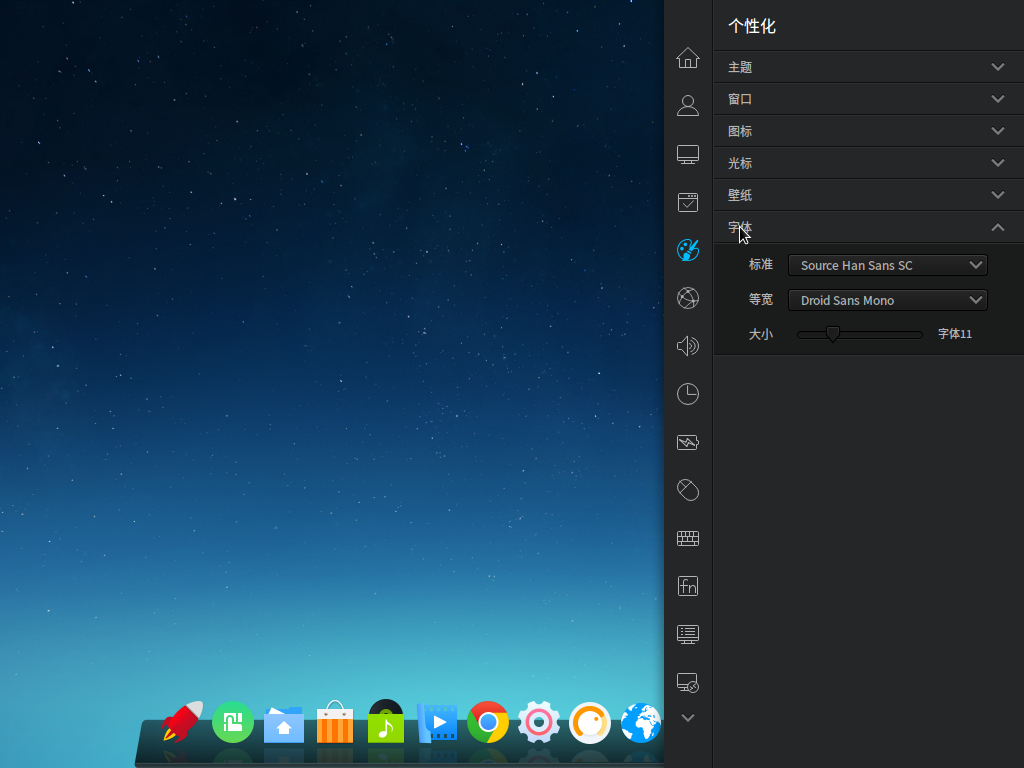 个性化
主题
窗口
图标
光标
壁纸
字体
标准 Source Han Sans SC
等宽 Droid Sans Mono
大小 字体11
fn